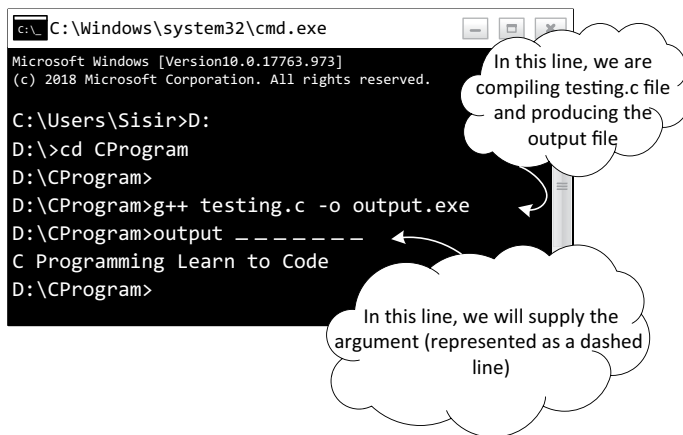 C:\_ C:\Windows\system32\cmd.exe
Microsoft Windows [Version10.0.17763.973]
(c) 2018 Microsoft Corporation. All rights reserved.
C:\Users\Sisir>D:
D:\>cd CProgram
D:\CProgram>
D:\CProgram>g++ testing.c -o output.exe
D:\CProgram>output _ _ _ _ _ _ _
C Programming Learn to Code
D:\CProgram>
In this line, we are
compiling testing.c file
and producing the
output file
In this line, we will supply the
argument (represented as a dashed
line)